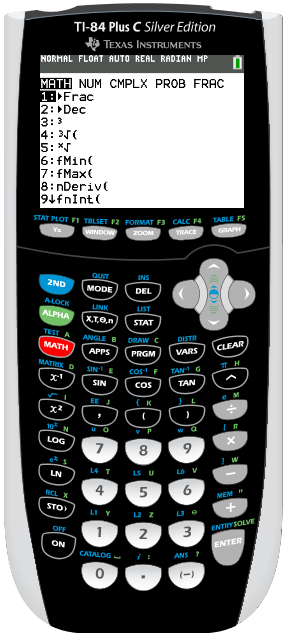 TI-84 Plus C Silver Edition
TEXAS INSTRUMENTS
NORMAL FLOAT AUTO REAL RADIAN MP
MATH NUM CMPLX PROB FRAC
1:▶Frac
2:▶Dec
3:³
4:³√(
5:ˣ√
6:fMin(
7:fMax(
8:nDeriv(
9↓fnInt(
STAT PLOT F1 TBLSET F2 FORMAT F3 CALC F4 TABLE F5
Y= WINDOW ZOOM TRACE GRAPH
QUIT INS
2ND MODE DEL
A-LOCK LINK LIST
ALPHA X,T,Θ,n STAT
TEST A ANGLE B DRAW C DISTR
MATH APPS PRGM VARS CLEAR
MATRIX D SIN⁻¹ E COS⁻¹ F TAN⁻¹ G π H
x⁻¹ SIN COS TAN ^
√ I EE J { K } L e M
x² , ( ) ÷
10ˣ N u O v P w Q [ R
LOG 7 8 9 ×
eˣ S L4 T L5 U L6 V ] W
LN 4 5 6 −
RCL X L1 Y L2 Z L3 θ MEM "
STO› 1 2 3 +
OFF CATALOG ⎵ i : ANS ? ENTRY SOLVE
ON 0 . (−) ENTER